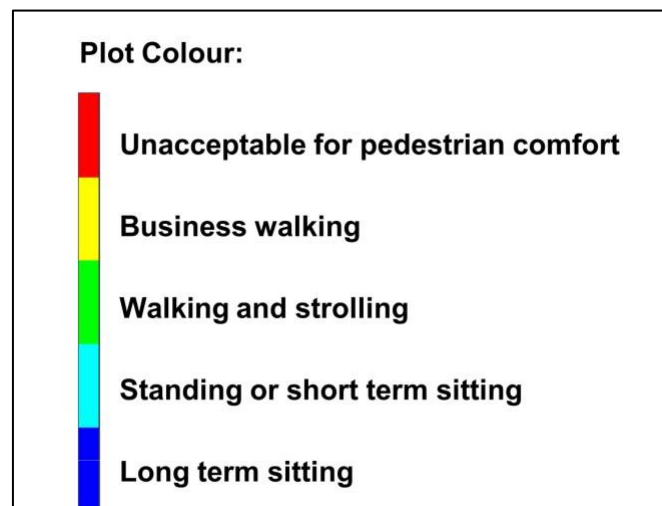 Plot Colour:
Unacceptable for pedestrian comfort
Business walking
Walking and strolling
Standing or short term sitting
Long term sitting